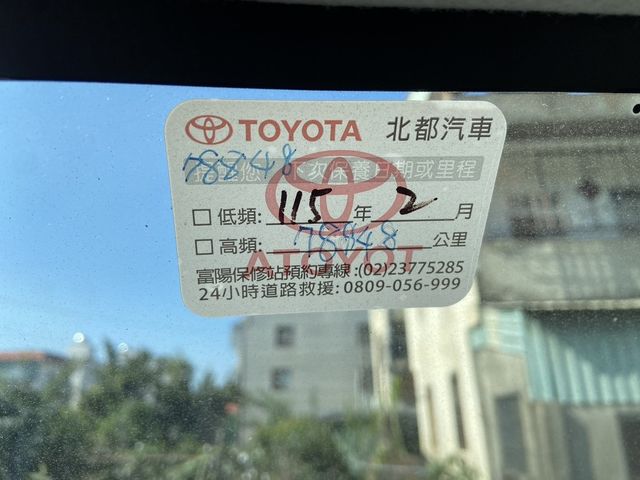 TOYOTA 北都汽車
提醒您下次保養日期或里程
低頻: 115 年 2 月
高頻: 公里
ATOYOT
富陽保修站預約專線:(02)23775285
24小時道路救援:0809-056-999